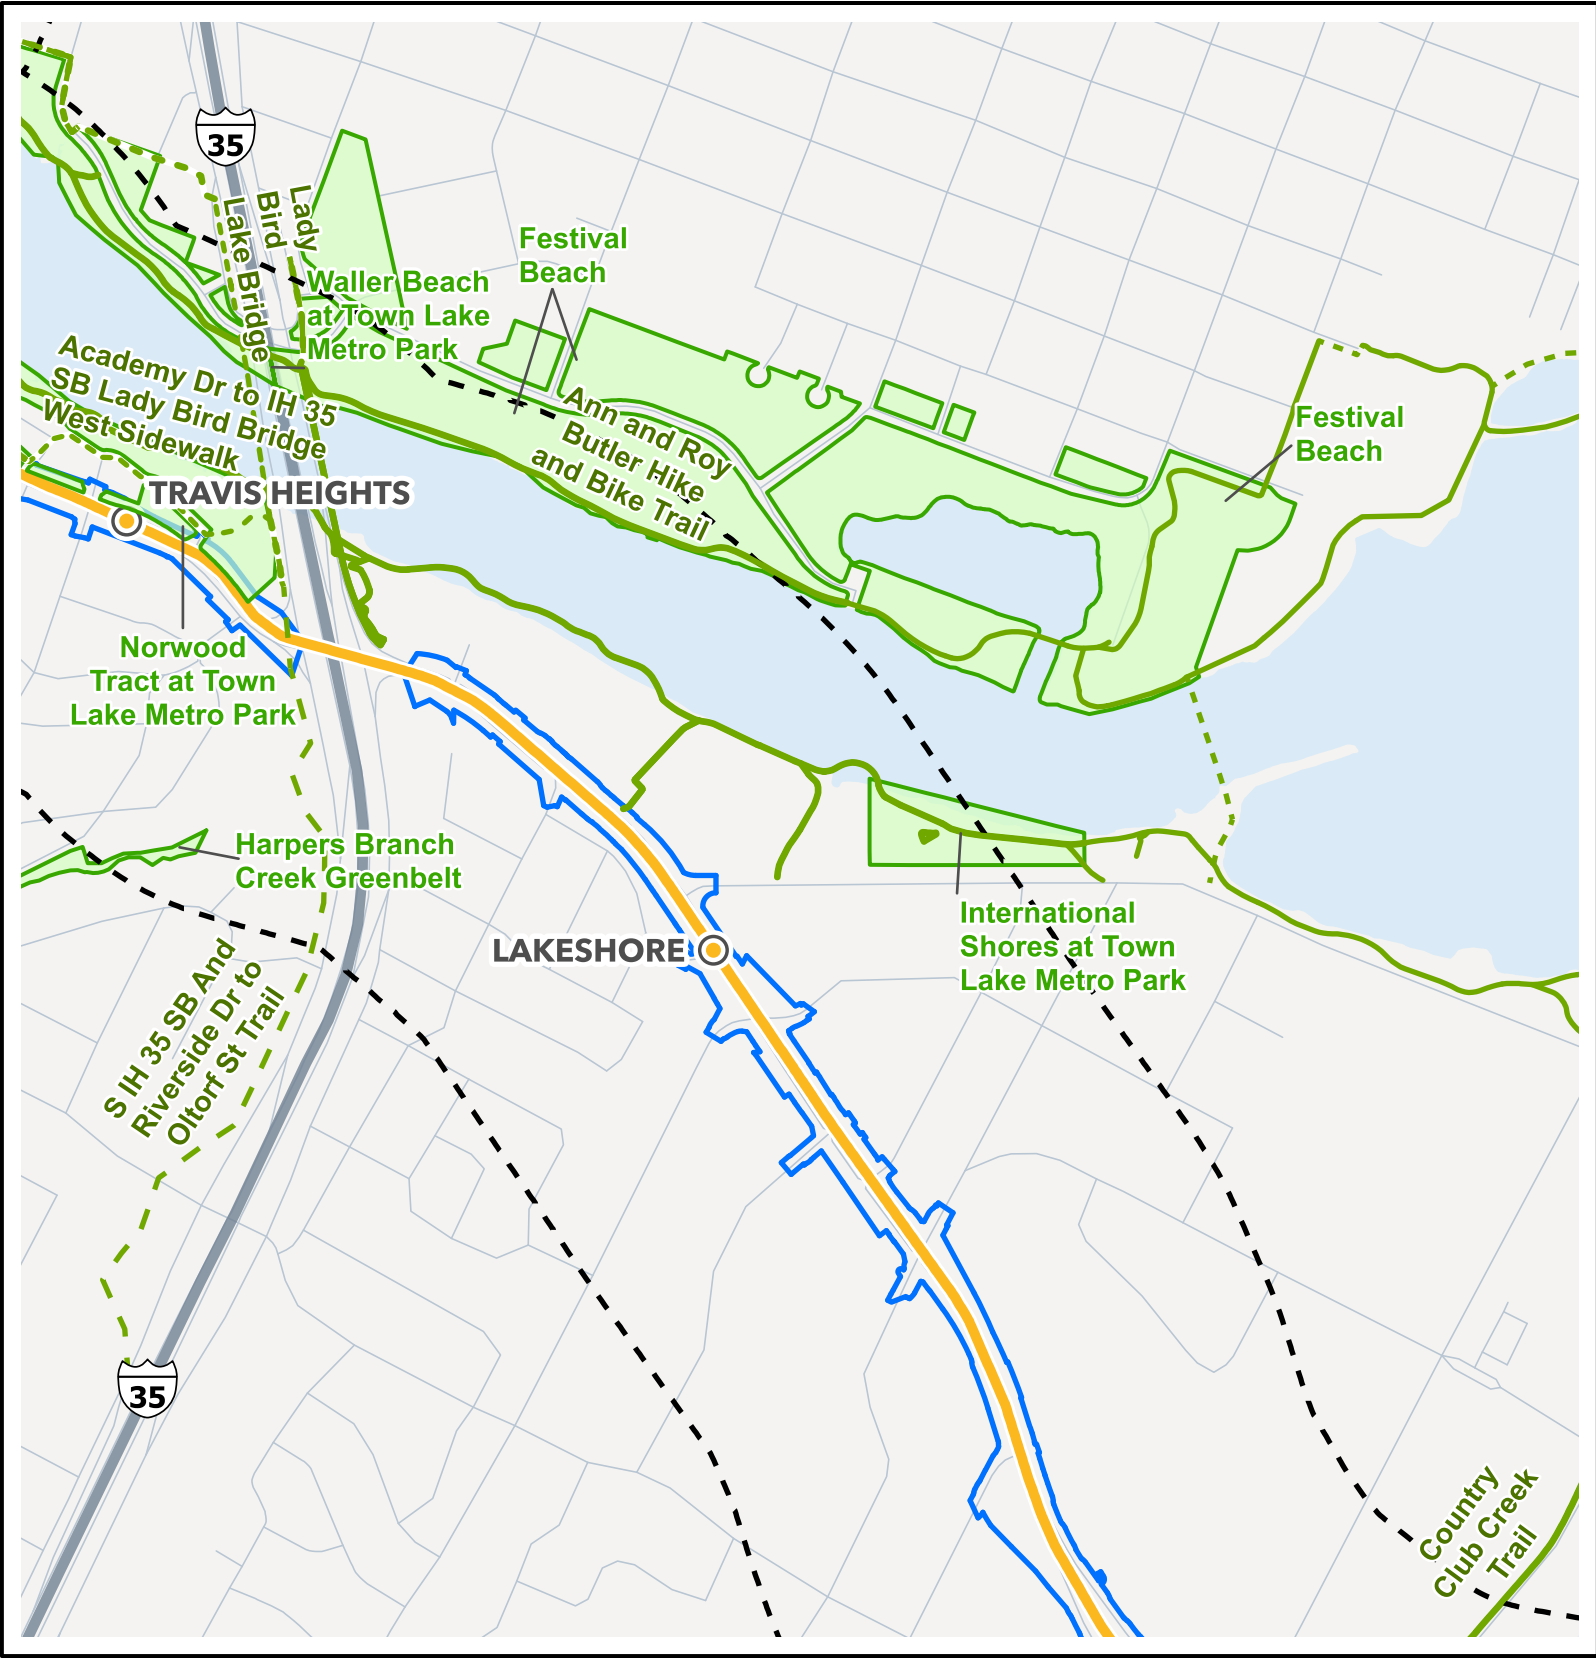 35
Lady
Bird
Lake Bridge
Festival
Beach
Waller Beach
at Town Lake
Metro Park
Academy Dr to IH 35
SB Lady Bird Bridge
West Sidewalk
Ann and Roy
Butler Hike
and Bike Trail
Festival
Beach
TRAVIS HEIGHTS
Norwood
Tract at Town
Lake Metro Park
Harpers Branch
Creek Greenbelt
LAKESHORE
International
Shores at Town
Lake Metro Park
S IH 35 SB And
Riverside Dr to
Oltorf St Trail
35
Country
Club Creek
Trail